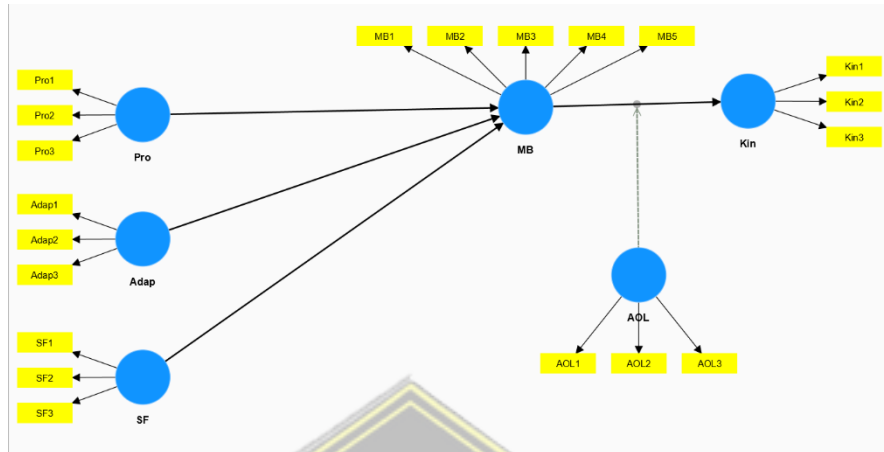 MB1
MB2
MB3
MB4
MB5
Pro1
Pro2
Pro3
Pro
MB
Kin1
Kin2
Kin3
Kin
Adap1
Adap2
Adap3
Adap
AOL
AOL1
AOL2
AOL3
SF1
SF2
SF3
SF